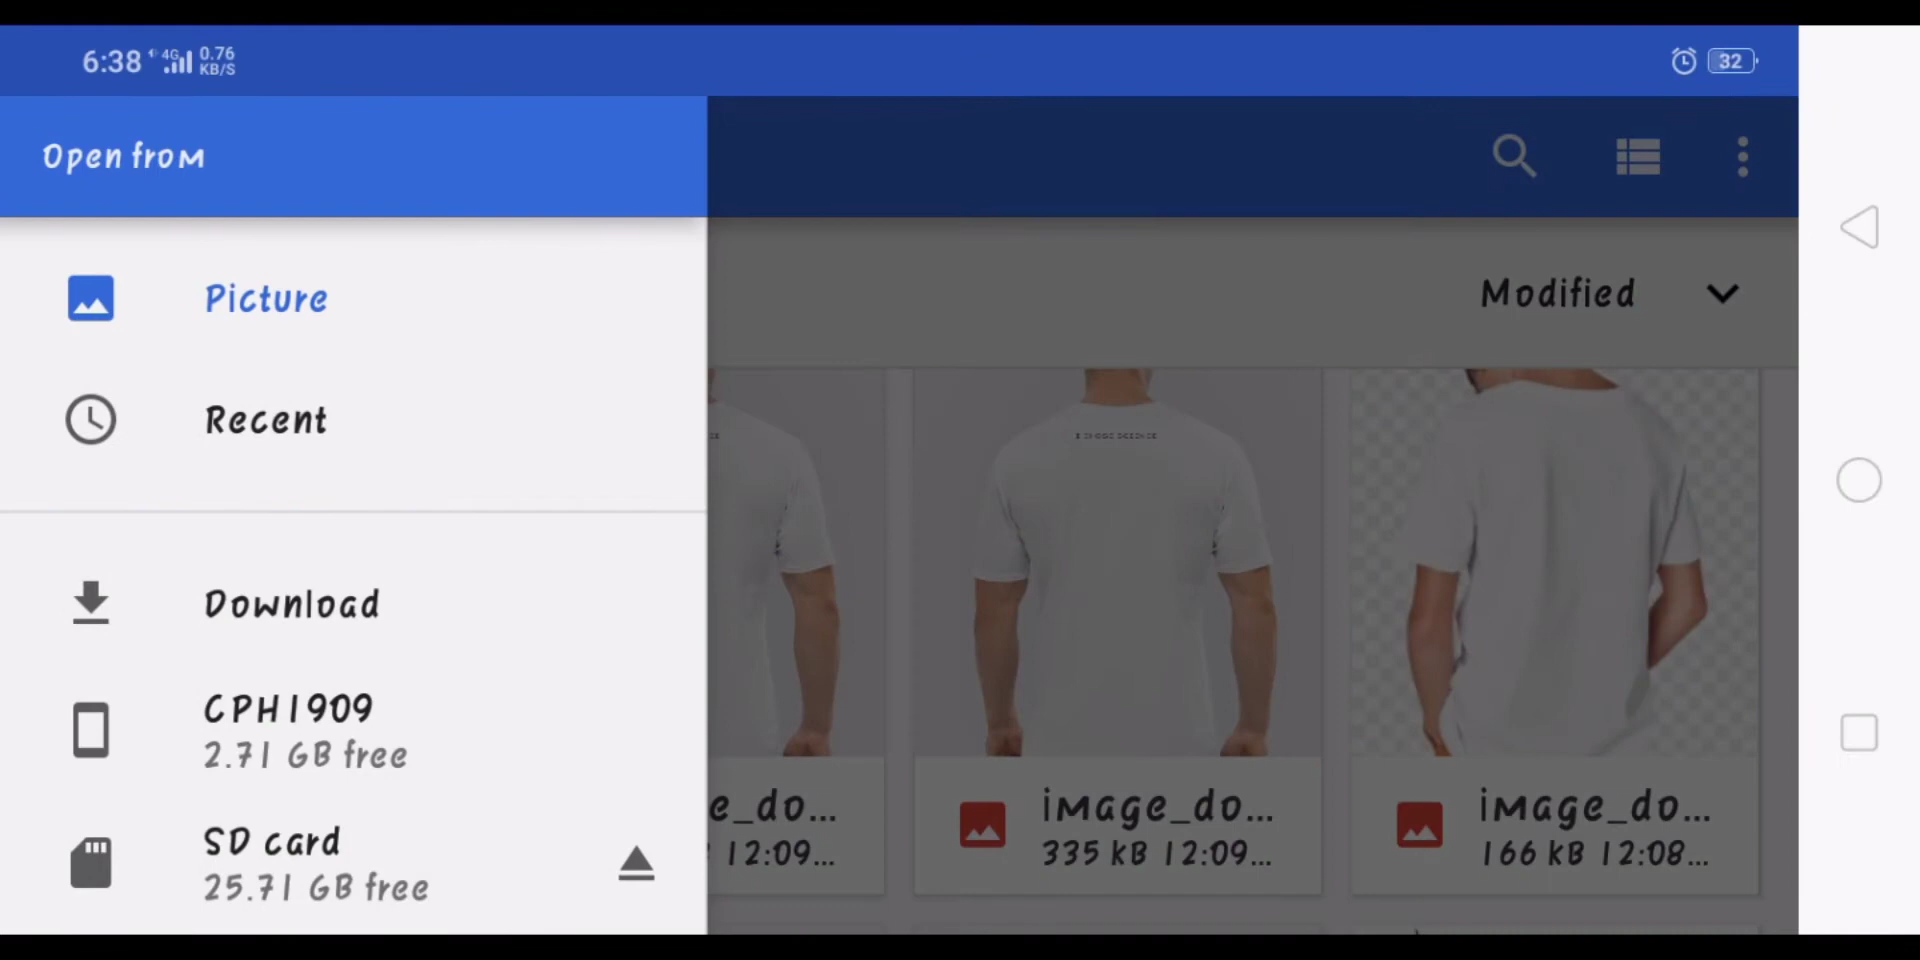 6:38 4G 0.76 KB/S 32
Open from
Picture
Recent
Download
CPH1909
2.71 GB free
SD card
25.71 GB free
Modified
e_do...
12:09...
image_do...
335 kB 12:09...
image_do...
166 kB 12:08...